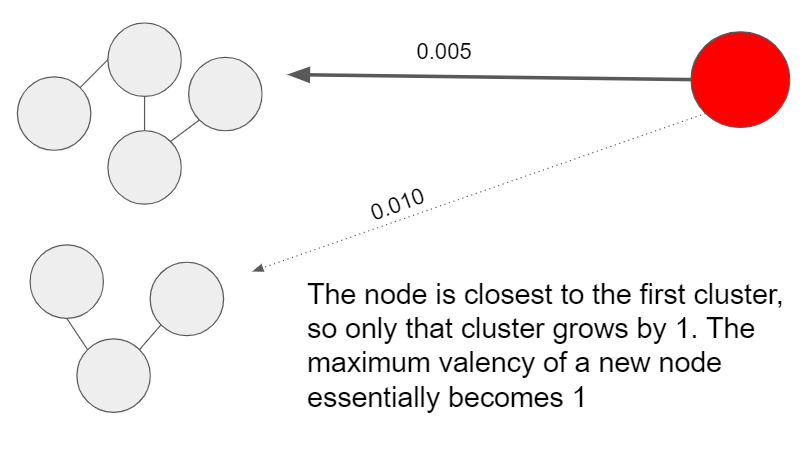 0.005
0.010
The node is closest to the first cluster,
so only that cluster grows by 1. The
maximum valency of a new node
essentially becomes 1